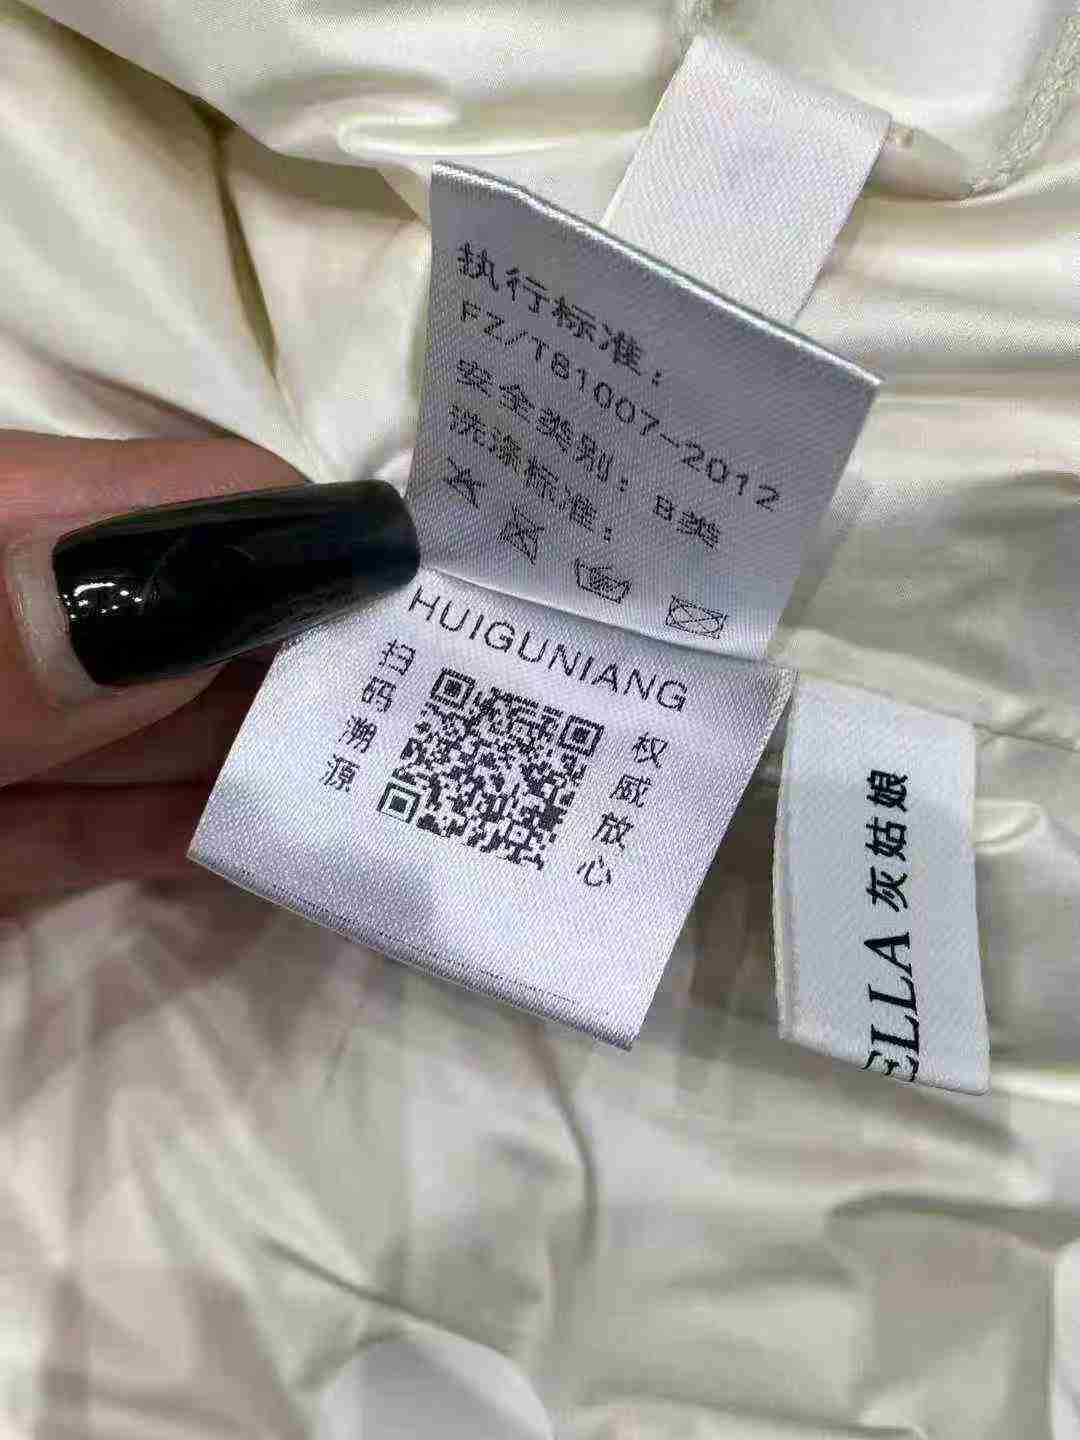 执行标准：
FZ/T81007-2012
安全类别：B类
洗涤标准：
HUIGUNIANG
扫码溯源
权威放心
ELLA 灰姑娘